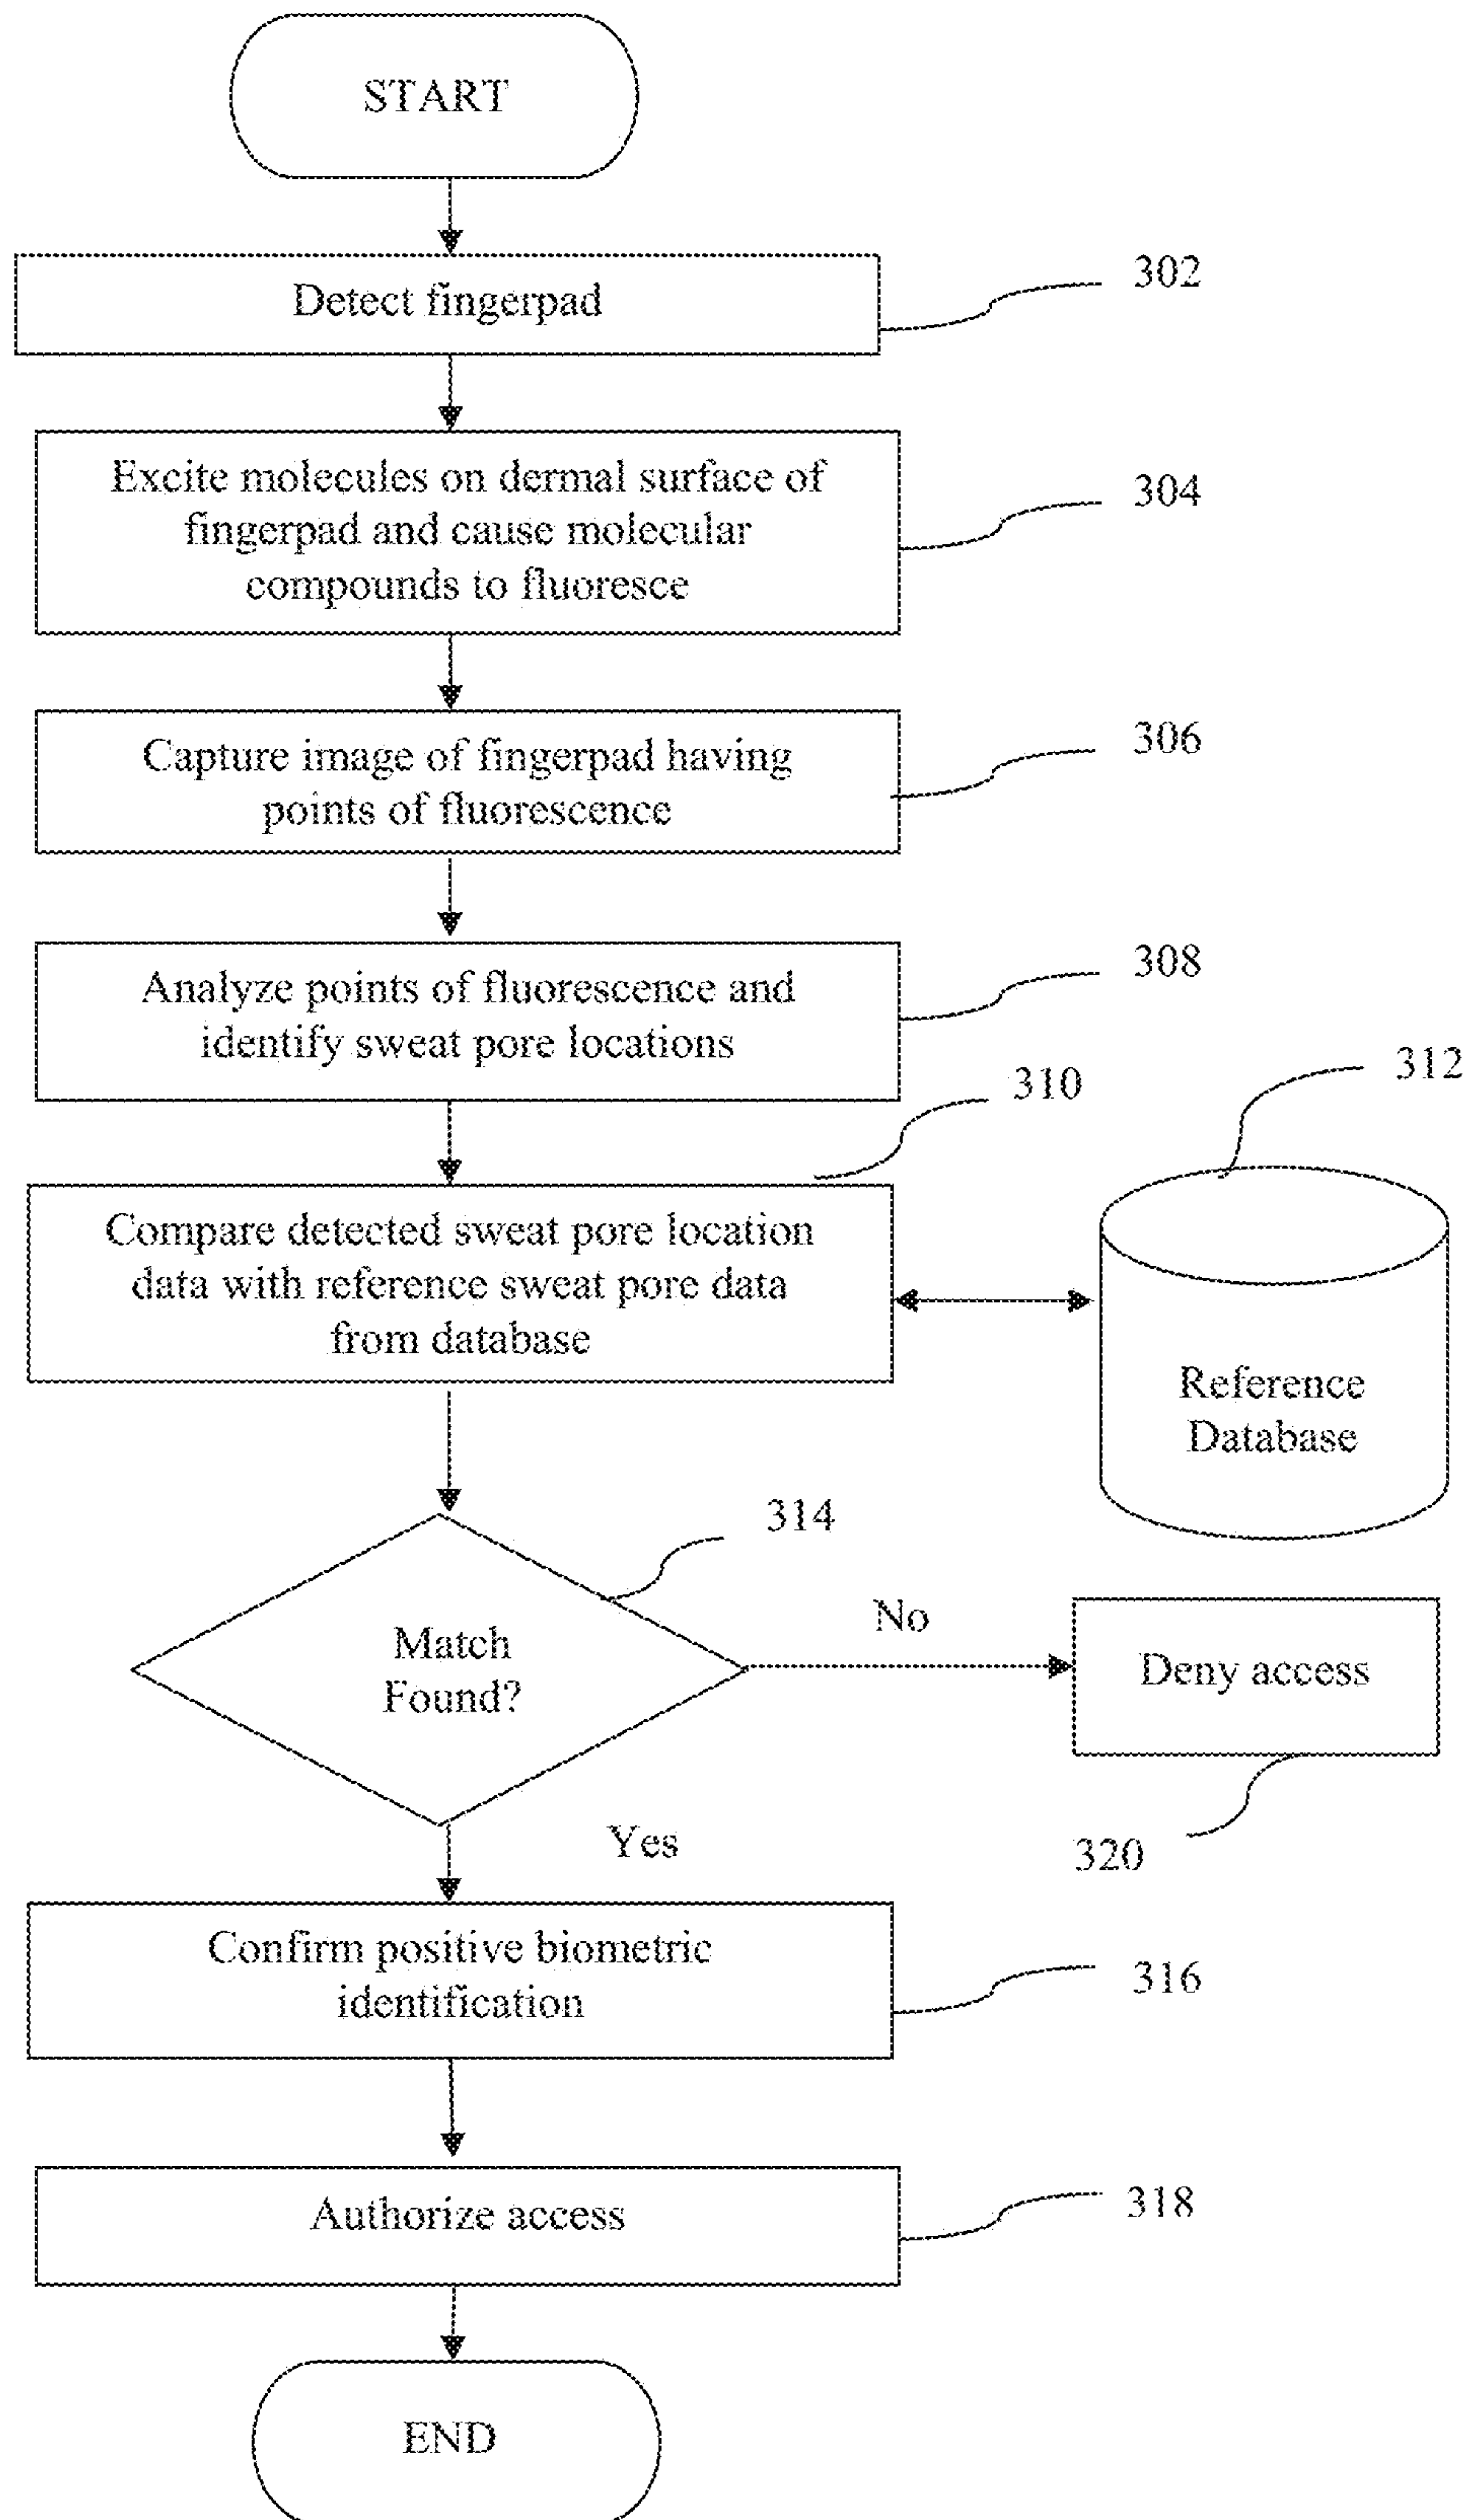 START
Detect fingerpad
302
Excite molecules on dermal surface of
fingerpad and cause molecular
compounds to fluoresce
304
Capture image of fingerpad having
points of fluorescence
306
Analyze points of fluorescence and
identify sweat pore locations
308
310
312
Compare detected sweat pore location
data with reference sweat pore data
from database
Reference
Database
314
Match
Found?
No
Deny access
320
Yes
Confirm positive biometric
identification
316
Authorize access
318
END